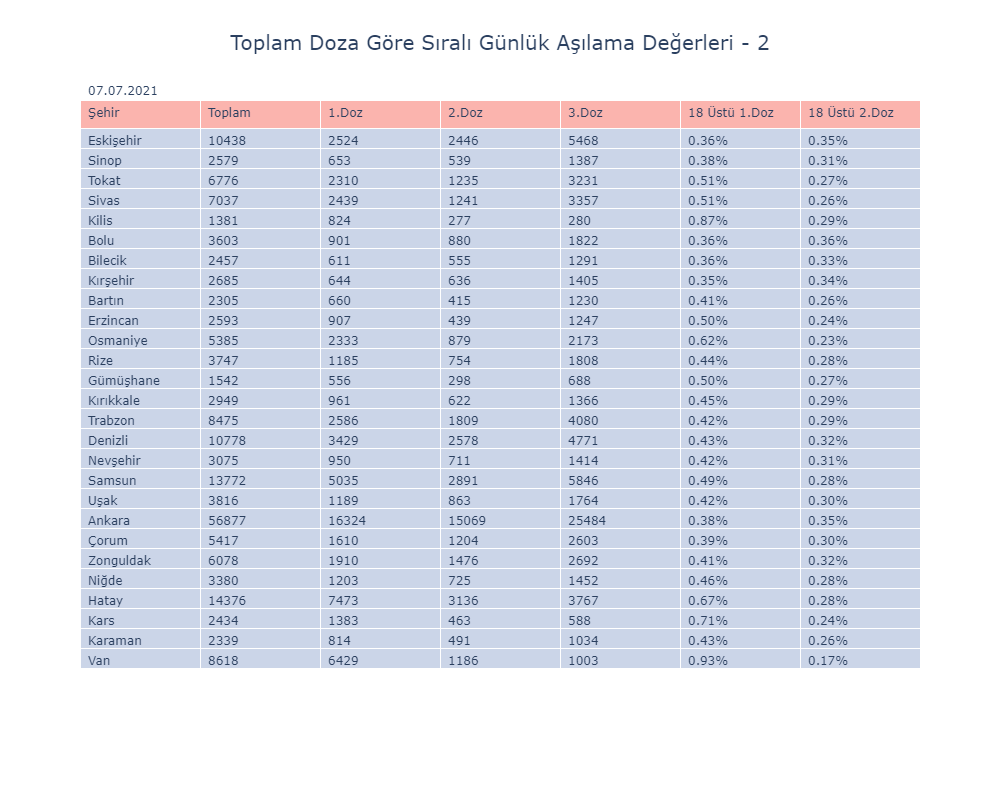 Toplam Doza Göre Sıralı Günlük Aşılama Değerleri - 2
07.07.2021
Şehir Toplam 1.Doz 2.Doz 3.Doz 18 Üstü 1.Doz 18 Üstü 2.Doz
Eskişehir 10438 2524 2446 5468 0.36% 0.35%
Sinop 2579 653 539 1387 0.38% 0.31%
Tokat 6776 2310 1235 3231 0.51% 0.27%
Sivas 7037 2439 1241 3357 0.51% 0.26%
Kilis 1381 824 277 280 0.87% 0.29%
Bolu 3603 901 880 1822 0.36% 0.36%
Bilecik 2457 611 555 1291 0.36% 0.33%
Kırşehir 2685 644 636 1405 0.35% 0.34%
Bartın 2305 660 415 1230 0.41% 0.26%
Erzincan 2593 907 439 1247 0.50% 0.24%
Osmaniye 5385 2333 879 2173 0.62% 0.23%
Rize 3747 1185 754 1808 0.44% 0.28%
Gümüşhane 1542 556 298 688 0.50% 0.27%
Kırıkkale 2949 961 622 1366 0.45% 0.29%
Trabzon 8475 2586 1809 4080 0.42% 0.29%
Denizli 10778 3429 2578 4771 0.43% 0.32%
Nevşehir 3075 950 711 1414 0.42% 0.31%
Samsun 13772 5035 2891 5846 0.49% 0.28%
Uşak 3816 1189 863 1764 0.42% 0.30%
Ankara 56877 16324 15069 25484 0.38% 0.35%
Çorum 5417 1610 1204 2603 0.39% 0.30%
Zonguldak 6078 1910 1476 2692 0.41% 0.32%
Niğde 3380 1203 725 1452 0.46% 0.28%
Hatay 14376 7473 3136 3767 0.67% 0.28%
Kars 2434 1383 463 588 0.71% 0.24%
Karaman 2339 814 491 1034 0.43% 0.26%
Van 8618 6429 1186 1003 0.93% 0.17%